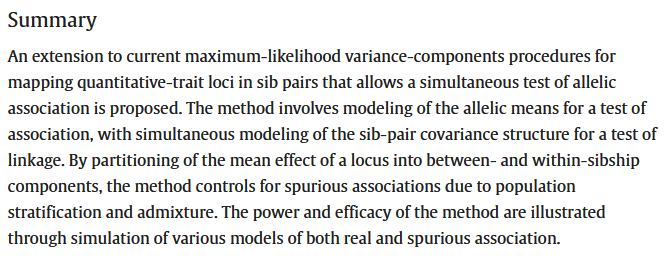 Summary
An extension to current maximum-likelihood variance-components procedures for
mapping quantitative-trait loci in sib pairs that allows a simultaneous test of allelic
association is proposed. The method involves modeling of the allelic means for a test of
association, with simultaneous modeling of the sib-pair covariance structure for a test of
linkage. By partitioning of the mean effect of a locus into between- and within-sibship
components, the method controls for spurious associations due to population
stratification and admixture. The power and efficacy of the method are illustrated
through simulation of various models of both real and spurious association.